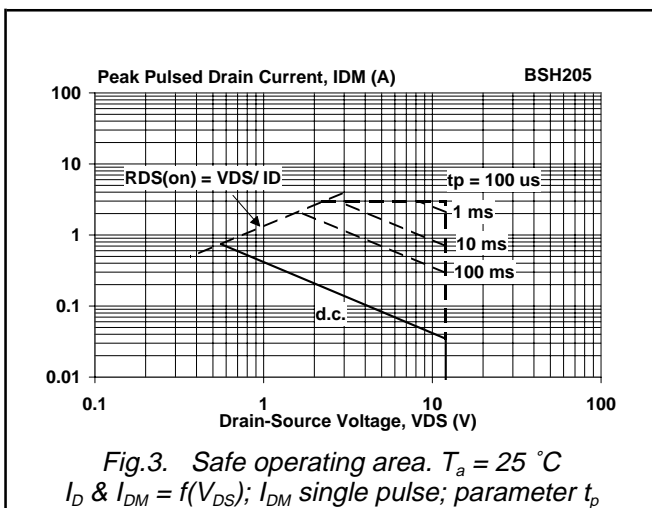 Peak Pulsed Drain Current, IDM (A) BSH205
100
10
1
0.1
0.01
RDS(on) = VDS/ ID
tp = 100 us
1 ms
10 ms
100 ms
d.c.
0.1 1 10 100
Drain-Source Voltage, VDS (V)
Fig.3. Safe operating area. Ta = 25 ˚C
ID & IDM = f(VDS); IDM single pulse; parameter tp